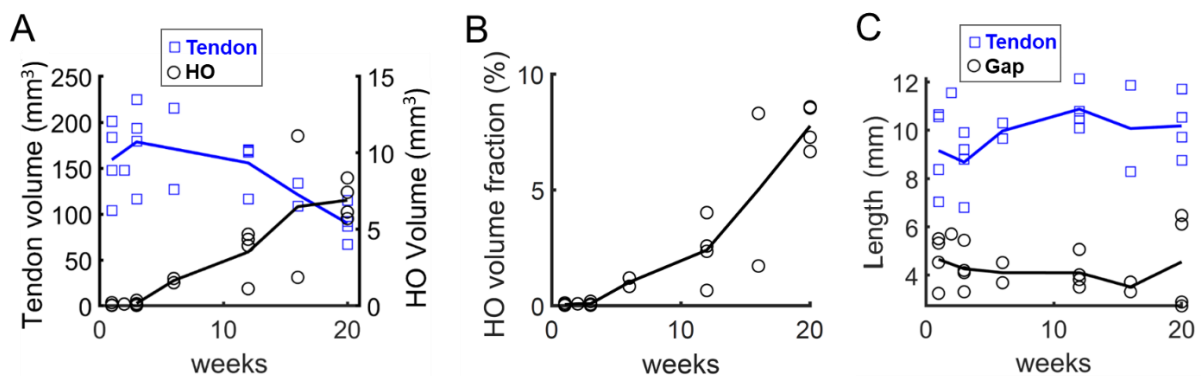 A
Tendon
HO
Tendon volume (mm³)
250
200
150
100
50
0
HO Volume (mm³)
15
10
5
0
0 10 20
weeks
B
HO volume fraction (%)
10
5
0
0 10 20
weeks
C
Tendon
Gap
Length (mm)
12
10
8
6
4
0 10 20
weeks